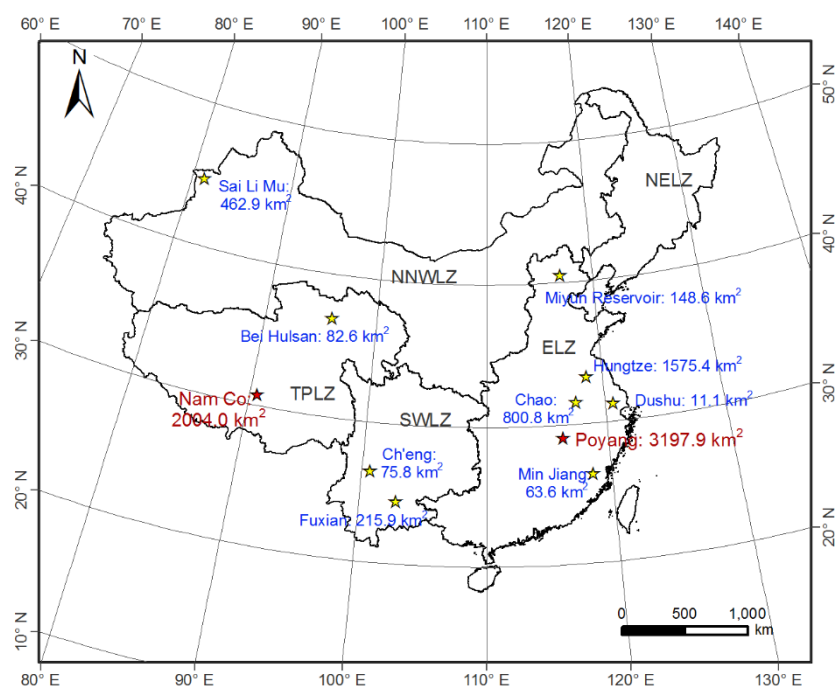 60° E 70° E 80° E 90° E 100° E 110° E 120° E 130° E 140° E
N
50° N
40° N
NELZ
Sai Li Mu:
462.9 km²
40° N
NNWLZ
Miyun Reservoir: 148.6 km²
30° N
Bei Hulsan: 82.6 km²
ELZ
Hungtze: 1575.4 km²
30° N
Nam Co:
2004.0 km²
TPLZ
Chao:
800.8 km²
Dushu: 11.1 km²
SWLZ
Poyang: 3197.9 km²
Ch'eng:
75.8 km²
Min Jiang:
63.6 km²
20° N
Fuxian: 215.9 km²
20° N
0 500 1,000
km
10° N
80° E 90° E 100° E 110° E 120° E 130° E